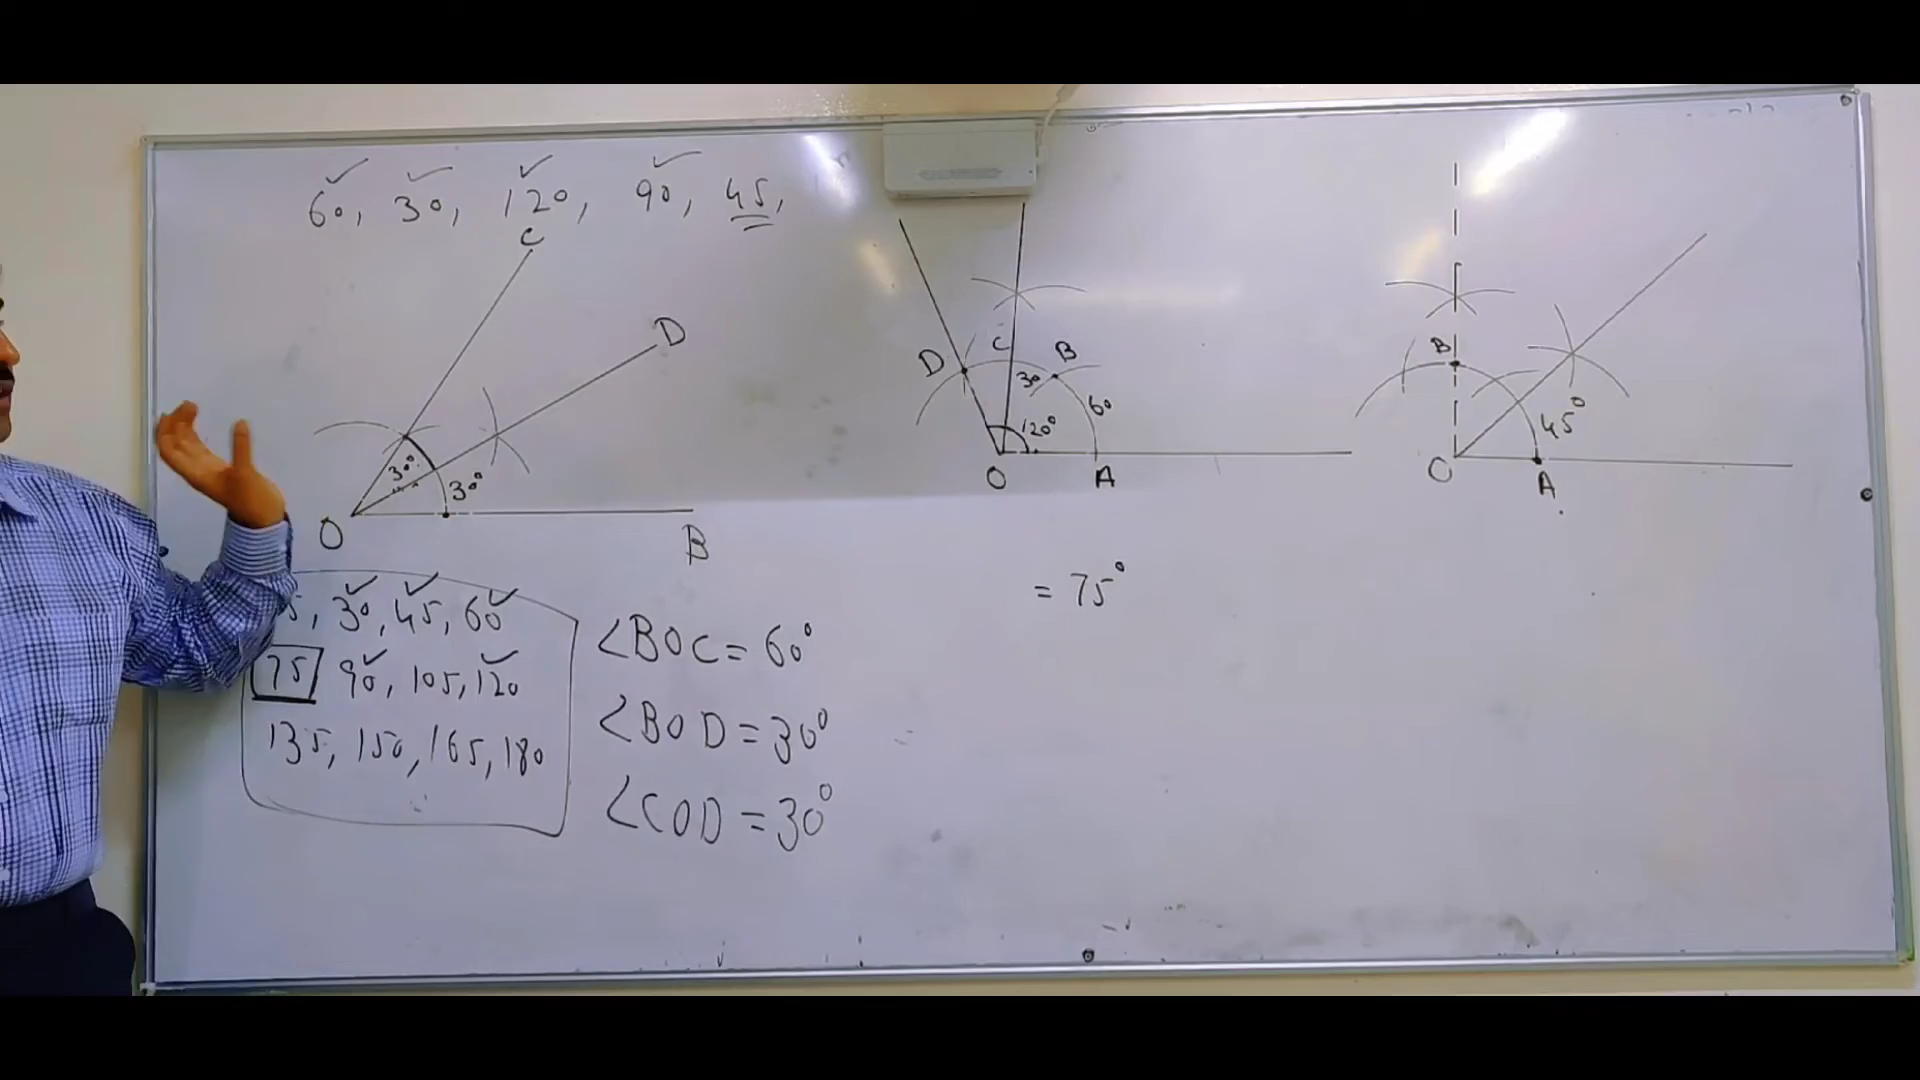 60, 30, 120, 90, 45,
C
D
30°
30°
O
B
D
C
B
30
60
120°
O
A
B
45°
O
A
5, 30, 45, 60
75 90, 105, 120
135, 150, 165, 180
∠BOC = 60°
∠BOD = 30°
∠COD = 30°
= 75°